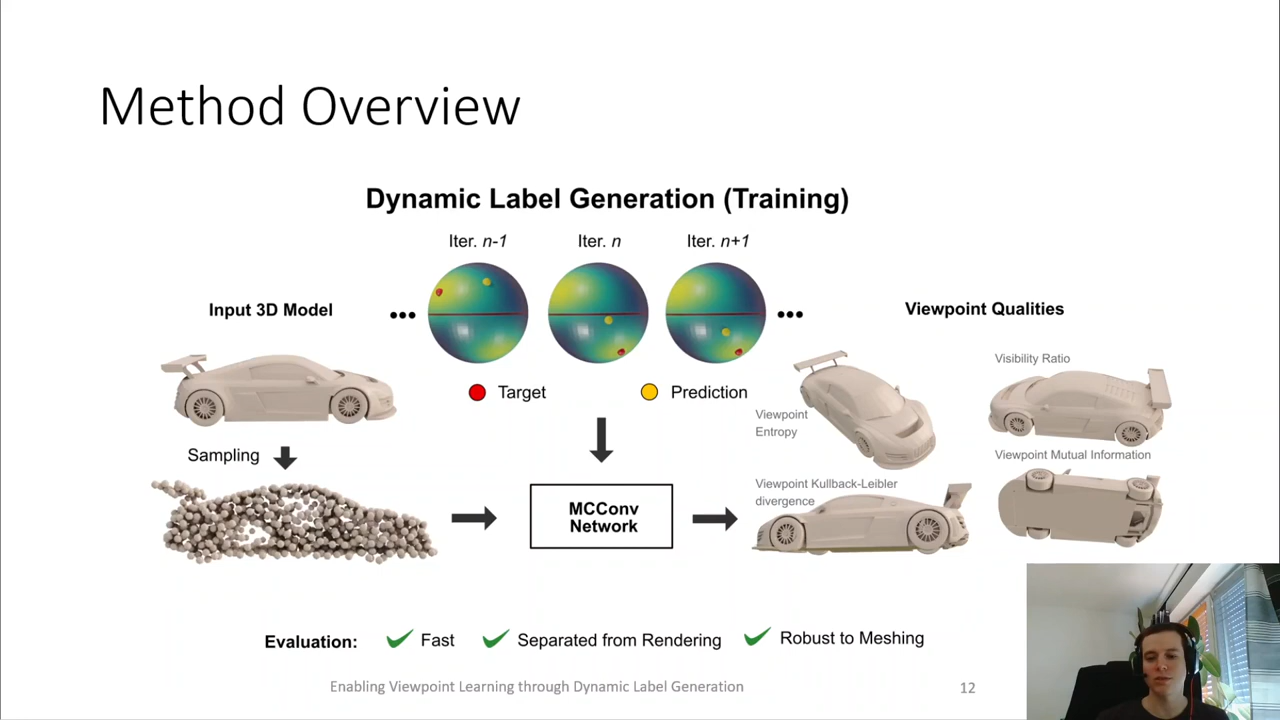 Method Overview
Dynamic Label Generation (Training)
Iter. n-1
Iter. n
Iter. n+1
Input 3D Model
•••
•••
Viewpoint Qualities
Target
Prediction
Visibility Ratio
Viewpoint
Entropy
Sampling
Viewpoint Mutual Information
Viewpoint Kullback-Leibler
divergence
MCConv
Network
Evaluation:
Fast
Separated from Rendering
Robust to Meshing
Enabling Viewpoint Learning through Dynamic Label Generation
12